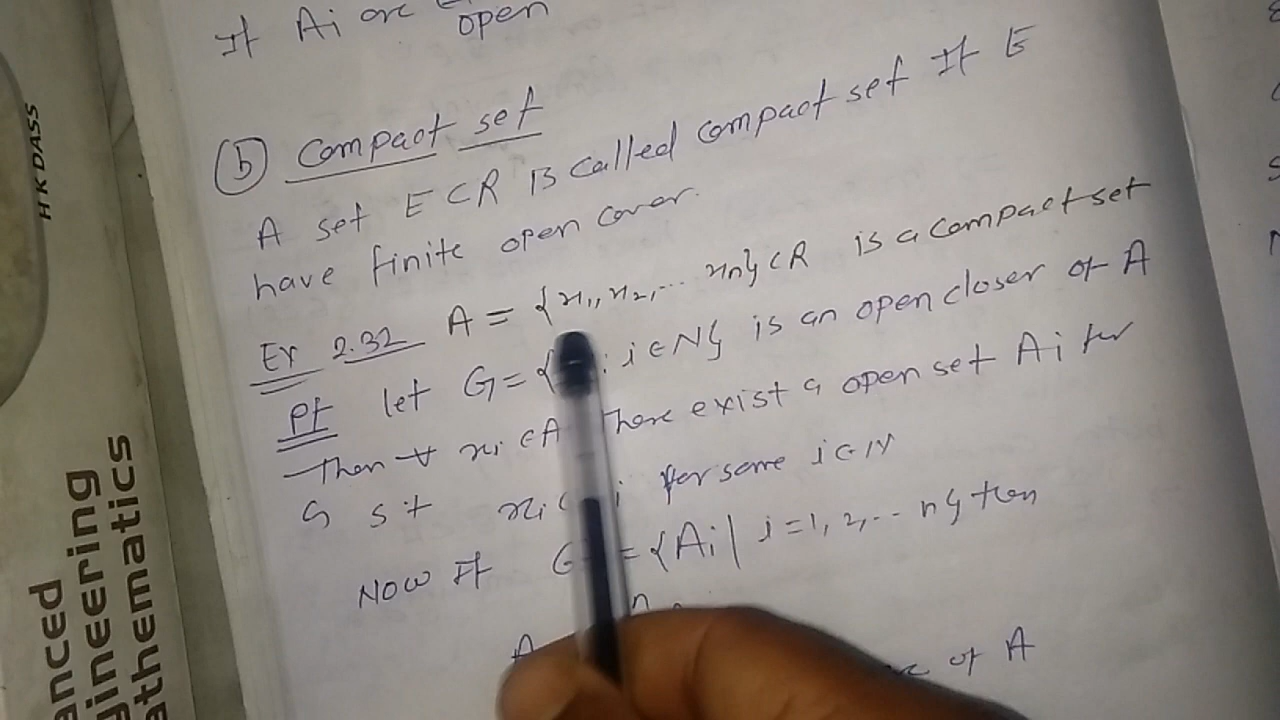 If Ai are
open
(b) Compact set
A set E ⊂ R is called compact set If E
have finite open cover.
Ex 2.32 A = {x1, x2, ... xn} ⊂ R is a compact set
Pf let G = { : i ∈ N} is an open closer of A
Then ∀ xi ∈ A There exist a open set Ai for
G s.t xi i for some i ∈ N
Now If G = {Ai | i = 1, 2, ... n} then
n
A
of A
H K DASS
anced
gineering
athematics